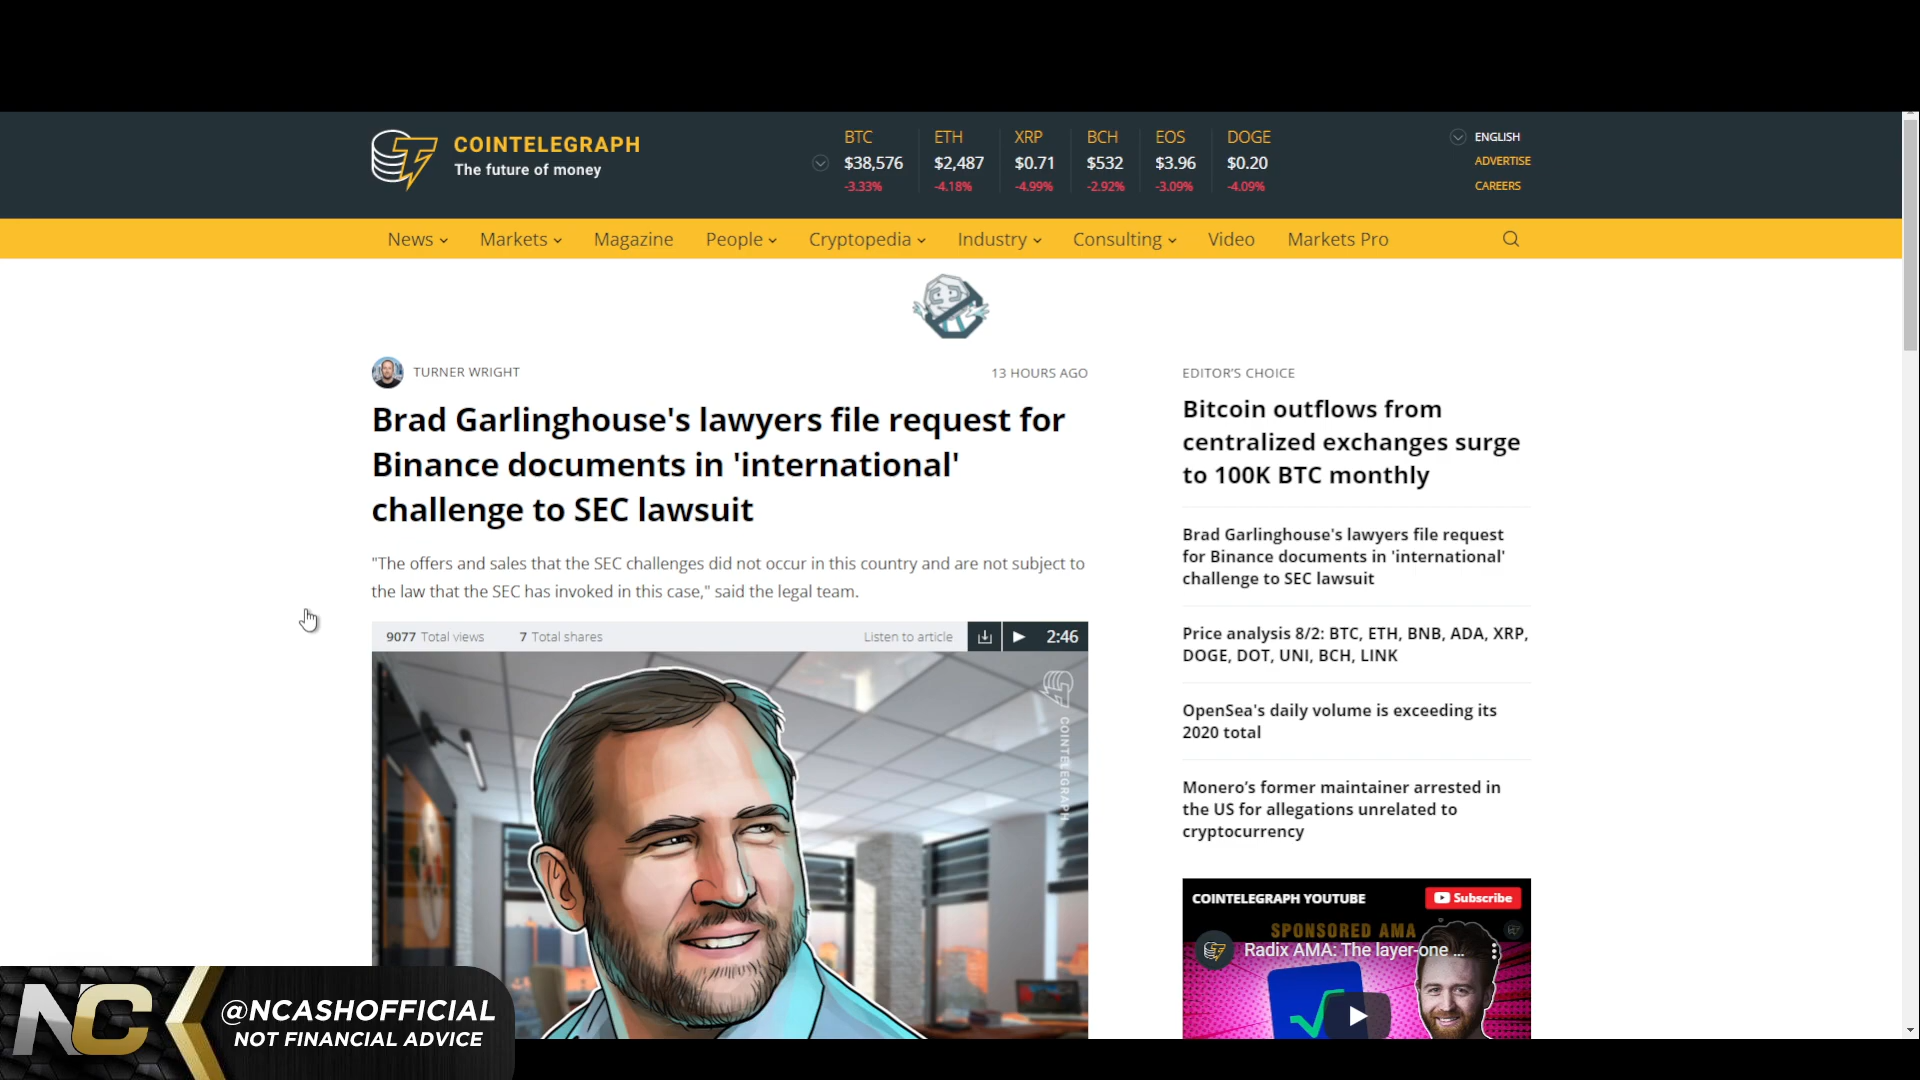 COINTELEGRAPH
The future of money
BTC ETH XRP BCH EOS DOGE
$38,576 $2,487 $0.71 $532 $3.96 $0.20
-3.33% -4.18% -4.99% -2.92% -3.09% -4.09%
ENGLISH
ADVERTISE
CAREERS
News Markets Magazine People Cryptopedia Industry Consulting Video Markets Pro
TURNER WRIGHT
13 HOURS AGO
Brad Garlinghouse's lawyers file request for
Binance documents in 'international'
challenge to SEC lawsuit
"The offers and sales that the SEC challenges did not occur in this country and are not subject to
the law that the SEC has invoked in this case," said the legal team.
9077 Total views 7 Total shares Listen to article 2:46
COINTELEGRAPH
EDITOR'S CHOICE
Bitcoin outflows from
centralized exchanges surge
to 100K BTC monthly
Brad Garlinghouse's lawyers file request
for Binance documents in 'international'
challenge to SEC lawsuit
Price analysis 8/2: BTC, ETH, BNB, ADA, XRP,
DOGE, DOT, UNI, BCH, LINK
OpenSea's daily volume is exceeding its
2020 total
Monero's former maintainer arrested in
the US for allegations unrelated to
cryptocurrency
COINTELEGRAPH YOUTUBE
Subscribe
SPONSORED AMA
Radix AMA: The layer-one ...
NC
@NCASHOFFICIAL
NOT FINANCIAL ADVICE